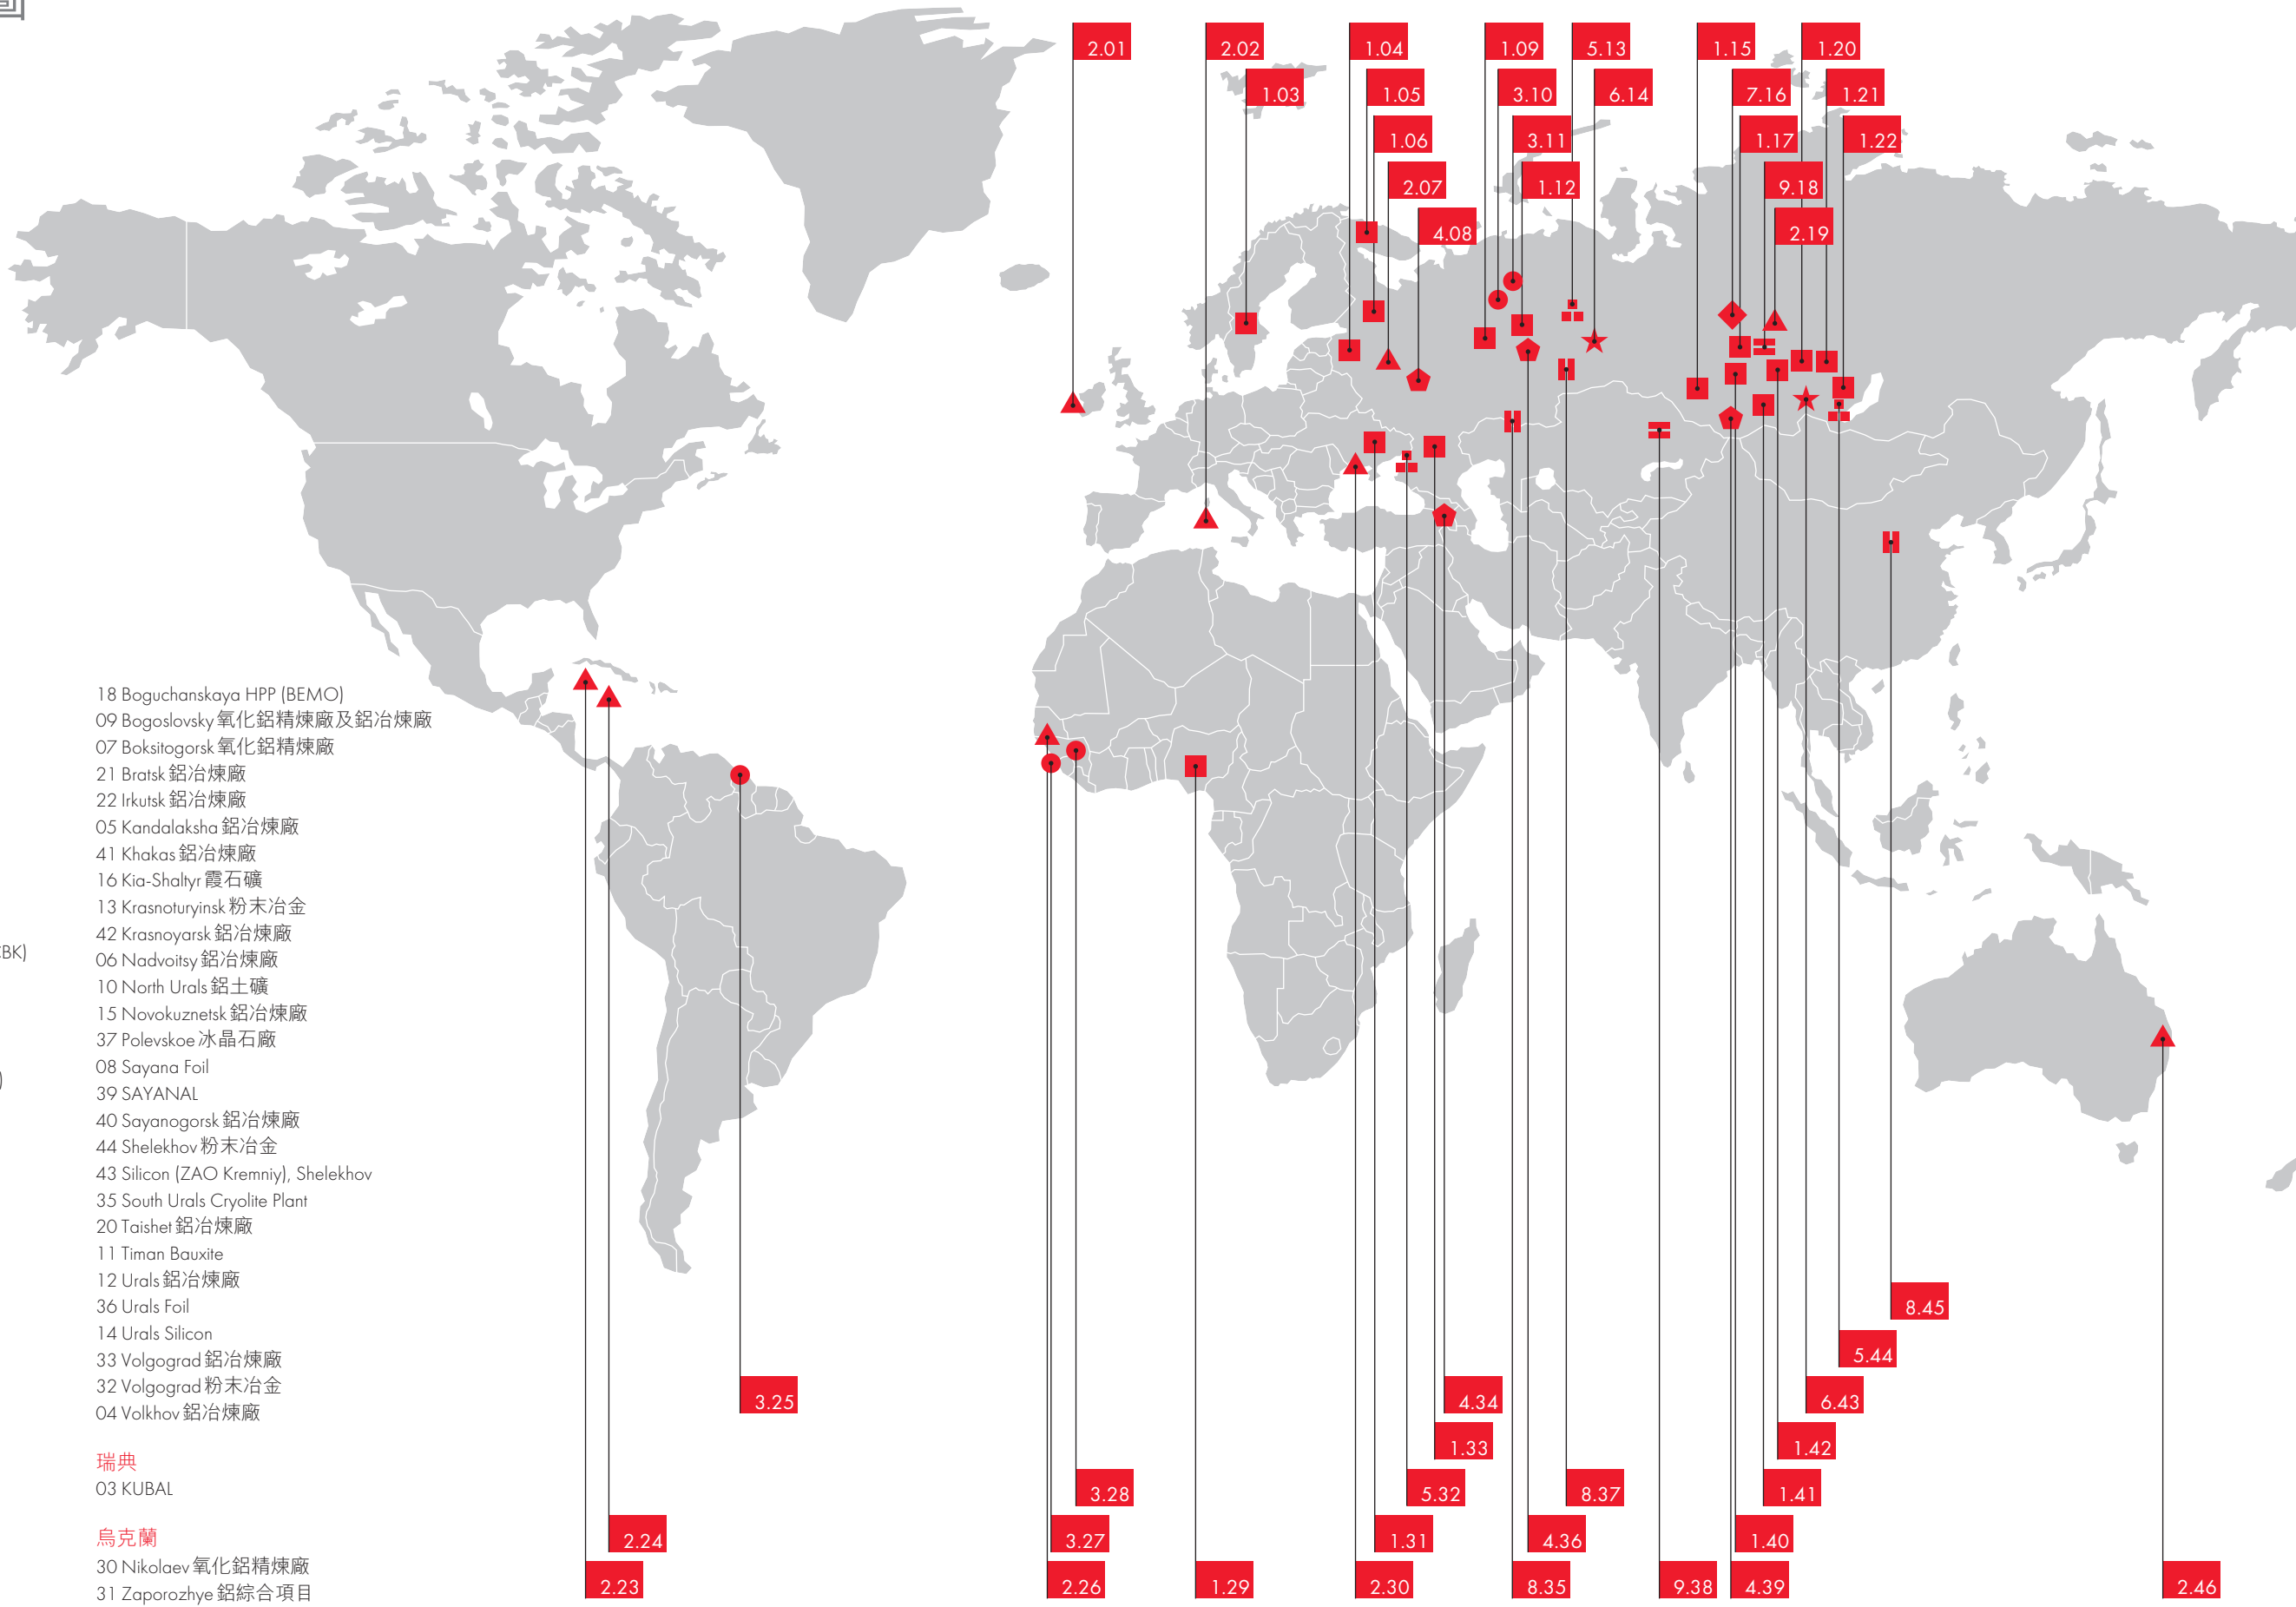 圖
2.01
2.02
1.04
1.09
5.13
1.15
1.20
1.03
1.05
3.10
6.14
7.16
1.21
1.06
3.11
1.17
1.22
2.07
1.12
9.18
4.08
2.19
18 Boguchanskaya HPP (BEMO)
09 Bogoslovsky 氧化鋁精煉廠及鋁冶煉廠
07 Boksitogorsk 氧化鋁精煉廠
21 Bratsk 鋁冶煉廠
22 Irkutsk 鋁冶煉廠
05 Kandalaksha 鋁冶煉廠
41 Khakas 鋁冶煉廠
16 Kia-Shaltyr 霞石礦
13 Krasnoturyinsk 粉末冶金
42 Krasnoyarsk 鋁冶煉廠
BK)
06 Nadvoitsy 鋁冶煉廠
10 North Urals 鋁土礦
15 Novokuznetsk 鋁冶煉廠
37 Polevskoe 冰晶石廠
08 Sayana Foil
)
39 SAYANAL
40 Sayanogorsk 鋁冶煉廠
44 Shelekhov 粉末冶金
43 Silicon (ZAO Kremniy), Shelekhov
35 South Urals Cryolite Plant
20 Taishet 鋁冶煉廠
11 Timan Bauxite
12 Urals 鋁冶煉廠
36 Urals Foil
14 Urals Silicon
33 Volgograd 鋁冶煉廠
32 Volgograd 粉末冶金
04 Volkhov 鋁冶煉廠
瑞典
03 KUBAL
烏克蘭
30 Nikolaev 氧化鋁精煉廠
31 Zaporozhye 鋁綜合項目
8.45
5.44
3.25
4.34
6.43
1.33
1.42
3.28
5.32
8.37
1.41
2.24
3.27
1.31
4.36
1.40
2.23
2.26
1.29
2.30
8.35
9.38
4.39
2.46